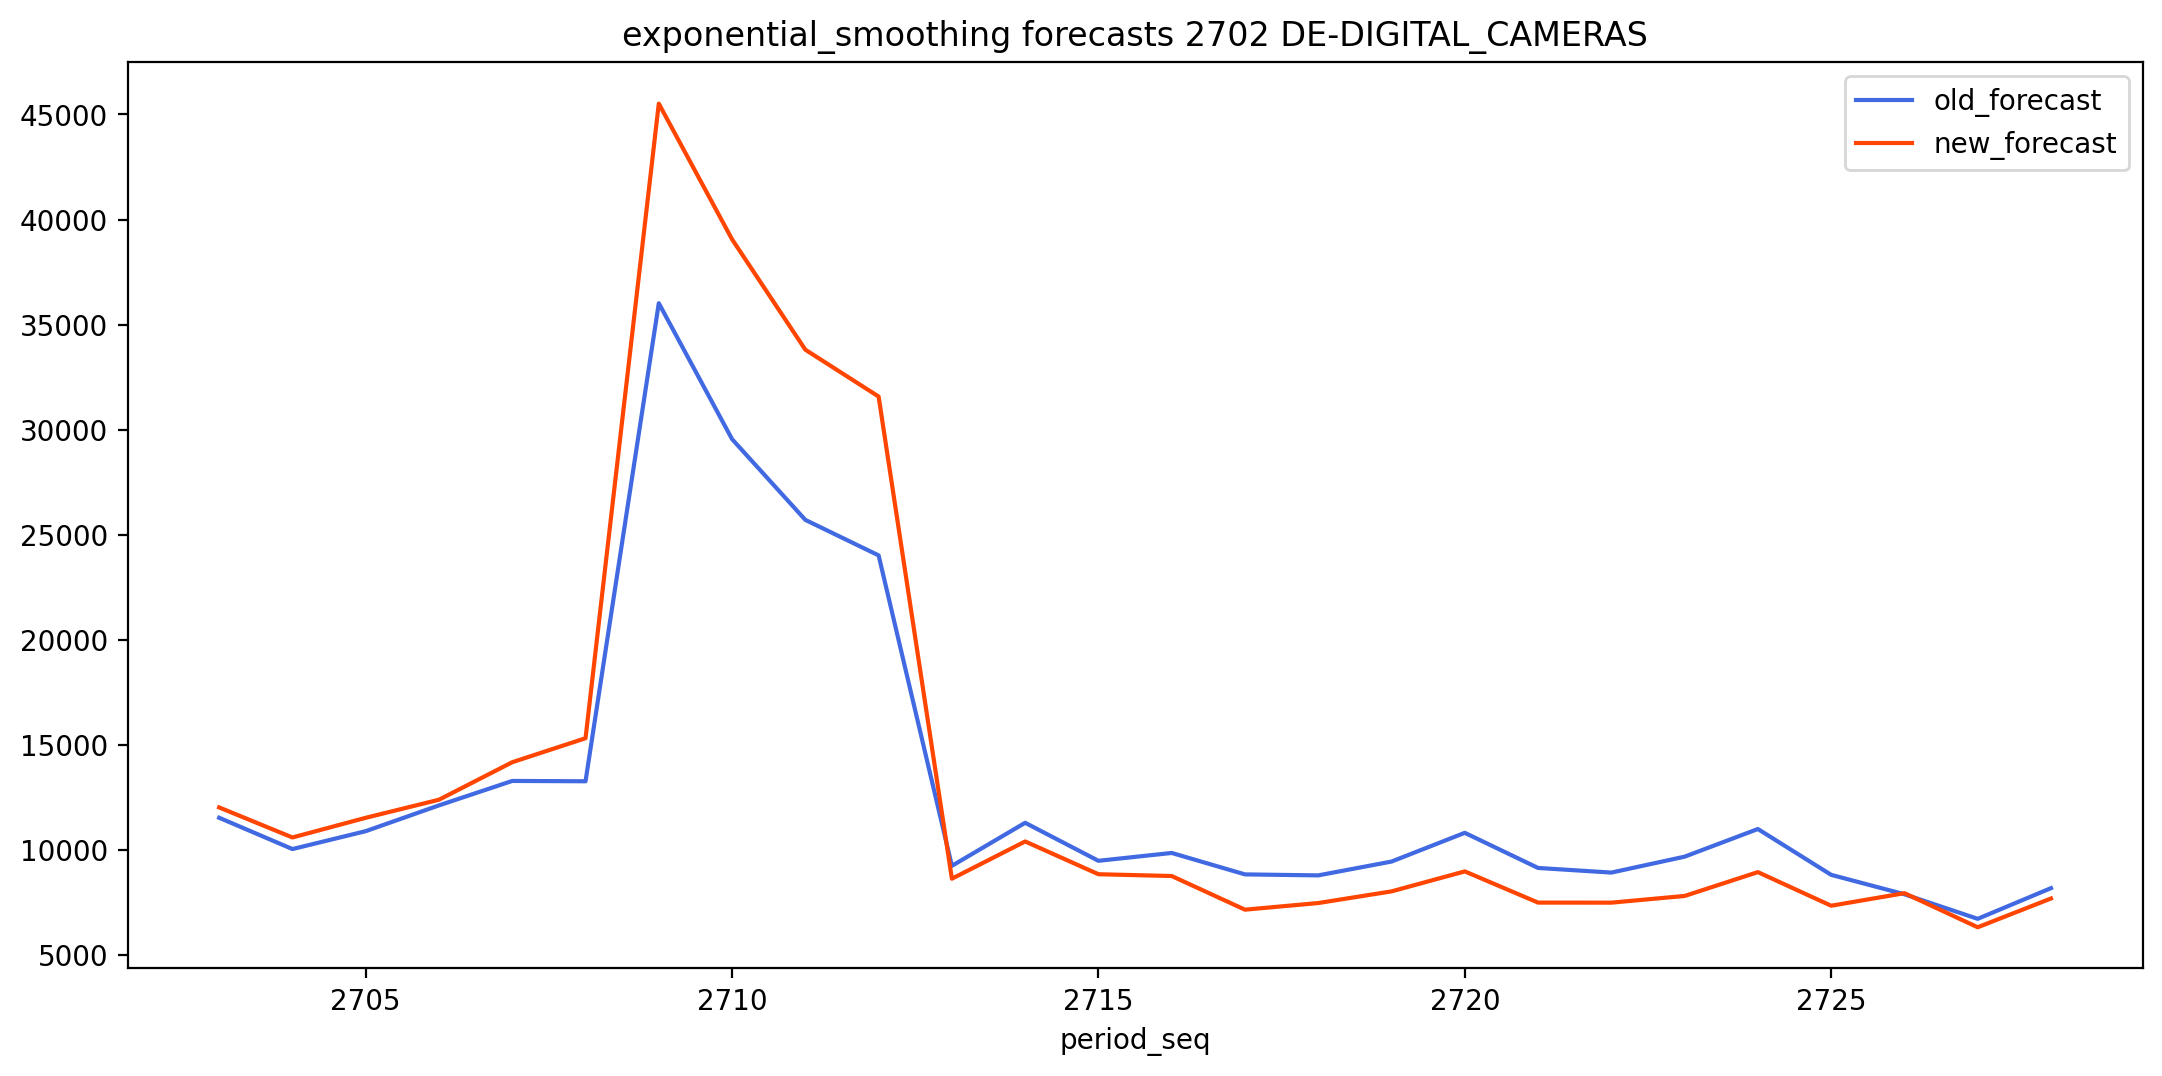 exponential_smoothing forecasts 2702 DE-DIGITAL_CAMERAS
old_forecast
new_forecast
45000
40000
35000
30000
25000
20000
15000
10000
5000
2705 2710 2715 2720 2725
period_seq